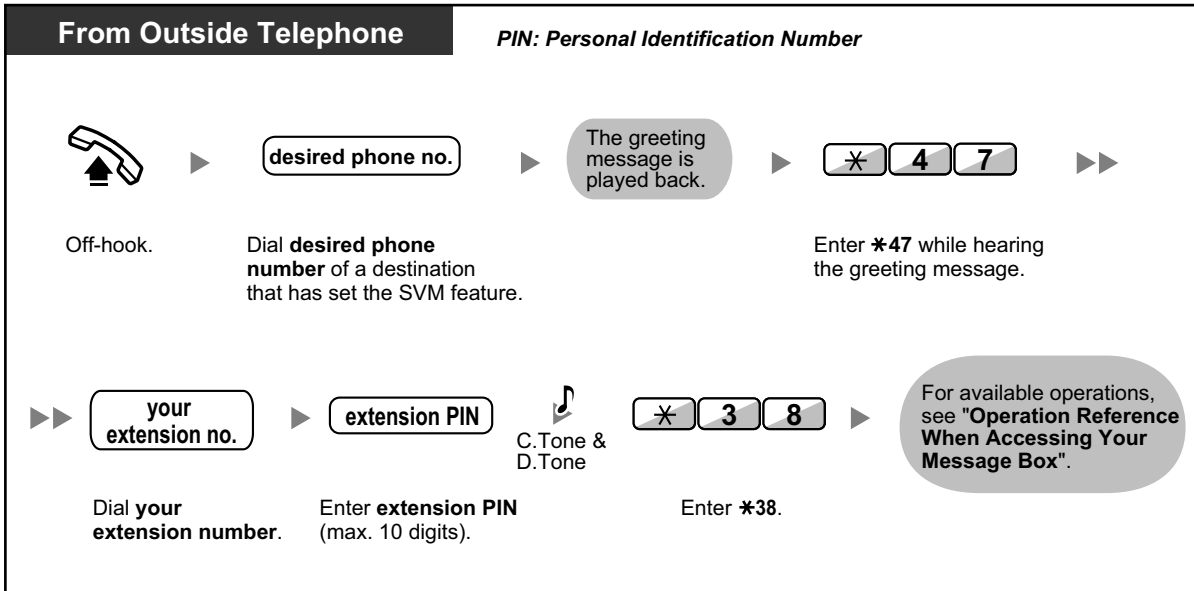 From Outside Telephone
PIN: Personal Identification Number
desired phone no.
The greeting
message is
played back.
* 4 7
Off-hook.
Dial desired phone
number of a destination
that has set the SVM feature.
Enter *47 while hearing
the greeting message.
your
extension no.
extension PIN
C.Tone &
D.Tone
* 3 8
For available operations,
see "Operation Reference
When Accessing Your
Message Box".
Dial your
extension number.
Enter extension PIN
(max. 10 digits).
Enter *38.